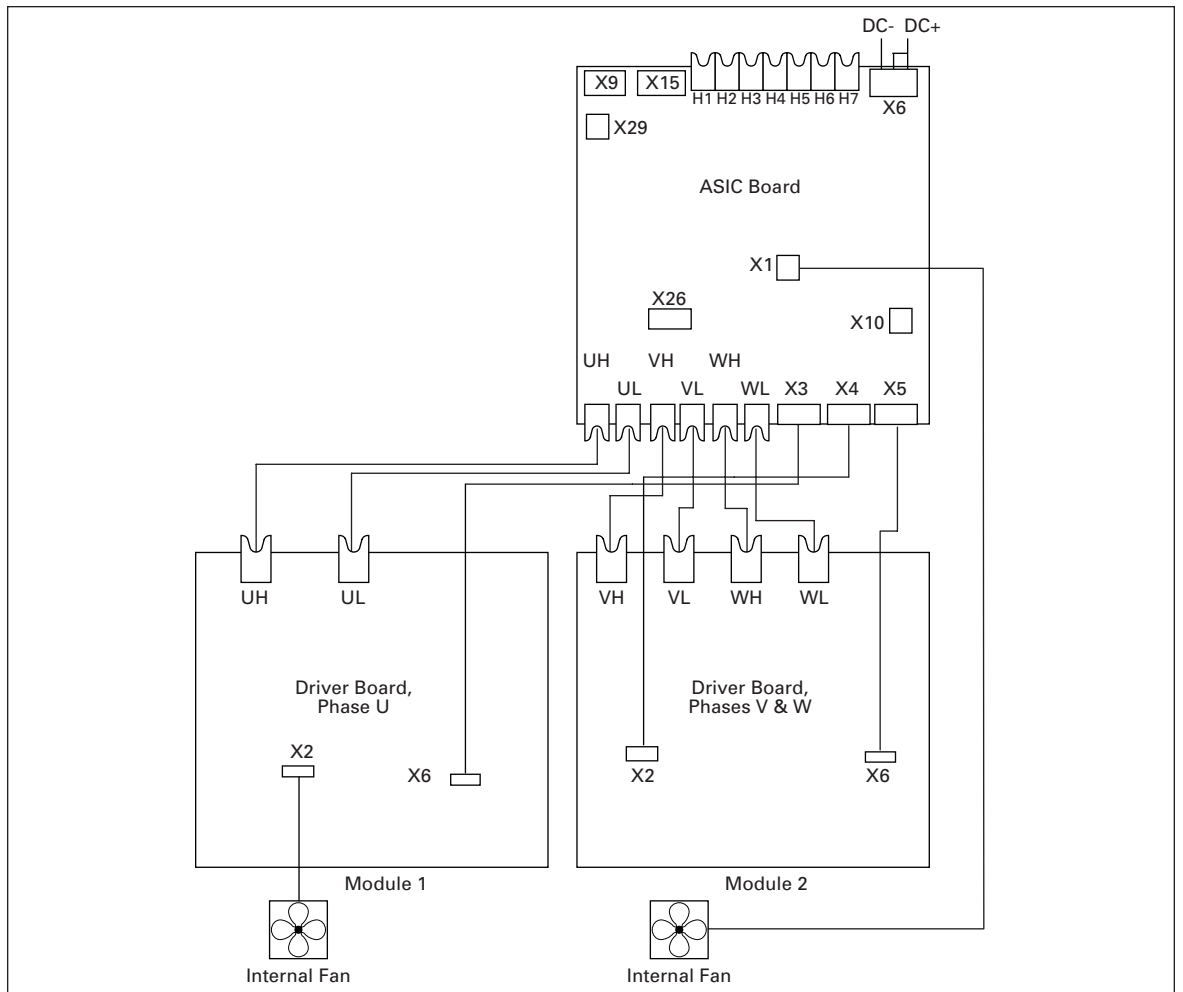 DC- DC+
X9 X15
H1 H2 H3 H4 H5 H6 H7
X6
X29
ASIC Board
X1
X26
X10
UH VH WH
UL VL WL X3 X4 X5
UH UL
VH VL WH WL
Driver Board,
Phase U
Driver Board,
Phases V & W
X2
X6
X2
X6
Module 1
Module 2
Internal Fan
Internal Fan